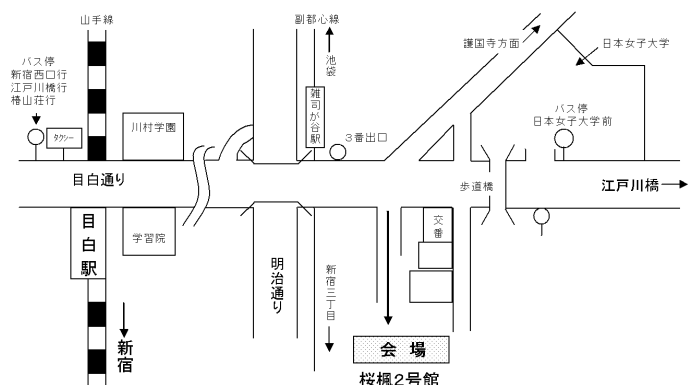 山手線
副都心線
池袋
護国寺方面
日本女子大学
バス停
新宿西口行
江戸川橋行
椿山荘行
タクシー
川村学園
雑司が谷駅
3番出口
バス停
日本女子大学前
目白通り
歩道橋
江戸川橋
目白駅
学習院
明治通り
新宿三丁目
交番
新宿
会場
桜楓2号館